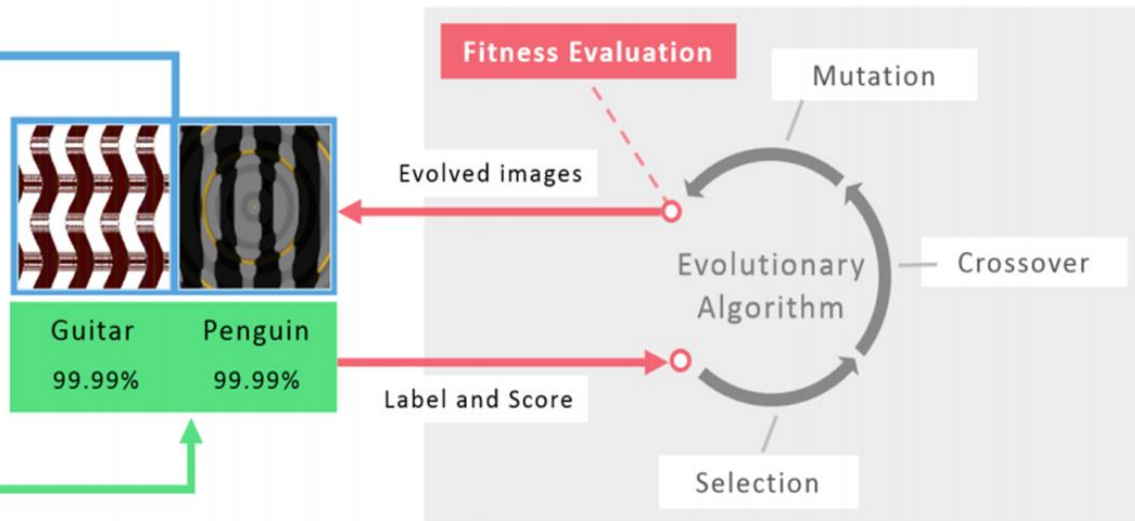 Fitness Evaluation
Mutation
Evolved images
Evolutionary
Algorithm
Crossover
Guitar Penguin
99.99% 99.99%
Label and Score
Selection